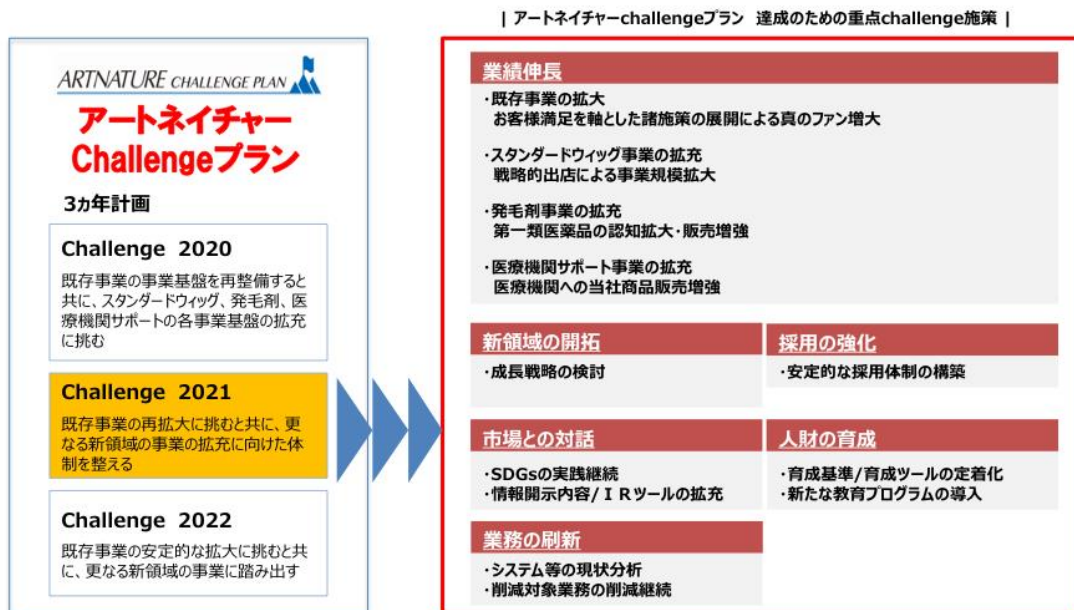 | アートネイチャーchallengeプラン 達成のための重点challenge施策 |
ARTNATURE CHALLENGE PLAN
アートネイチャー
Challengeプラン
3ヵ年計画
Challenge 2020
既存事業の事業基盤を再整備すると
共に、スタンダードウィッグ、発毛剤、医
療機関サポートの各事業基盤の拡充
に挑む
Challenge 2021
既存事業の再拡大に挑むと共に、更
なる新領域の事業の拡充に向けた体
制を整える
Challenge 2022
既存事業の安定的な拡大に挑むと共
に、更なる新領域の事業に踏み出す
業績伸長
・既存事業の拡大
お客様満足を軸とした諸施策の展開による真のファン増大
・スタンダードウィッグ事業の拡充
戦略的出店による事業規模拡大
・発毛剤事業の拡充
第一類医薬品の認知拡大・販売増強
・医療機関サポート事業の拡充
医療機関への当社商品販売増強
新領域の開拓
・成長戦略の検討
採用の強化
・安定的な採用体制の構築
市場との対話
・SDGsの実践継続
・情報開示内容/ＩＲツールの拡充
人財の育成
・育成基準/育成ツールの定着化
・新たな教育プログラムの導入
業務の刷新
・システム等の現状分析
・削減対象業務の削減継続